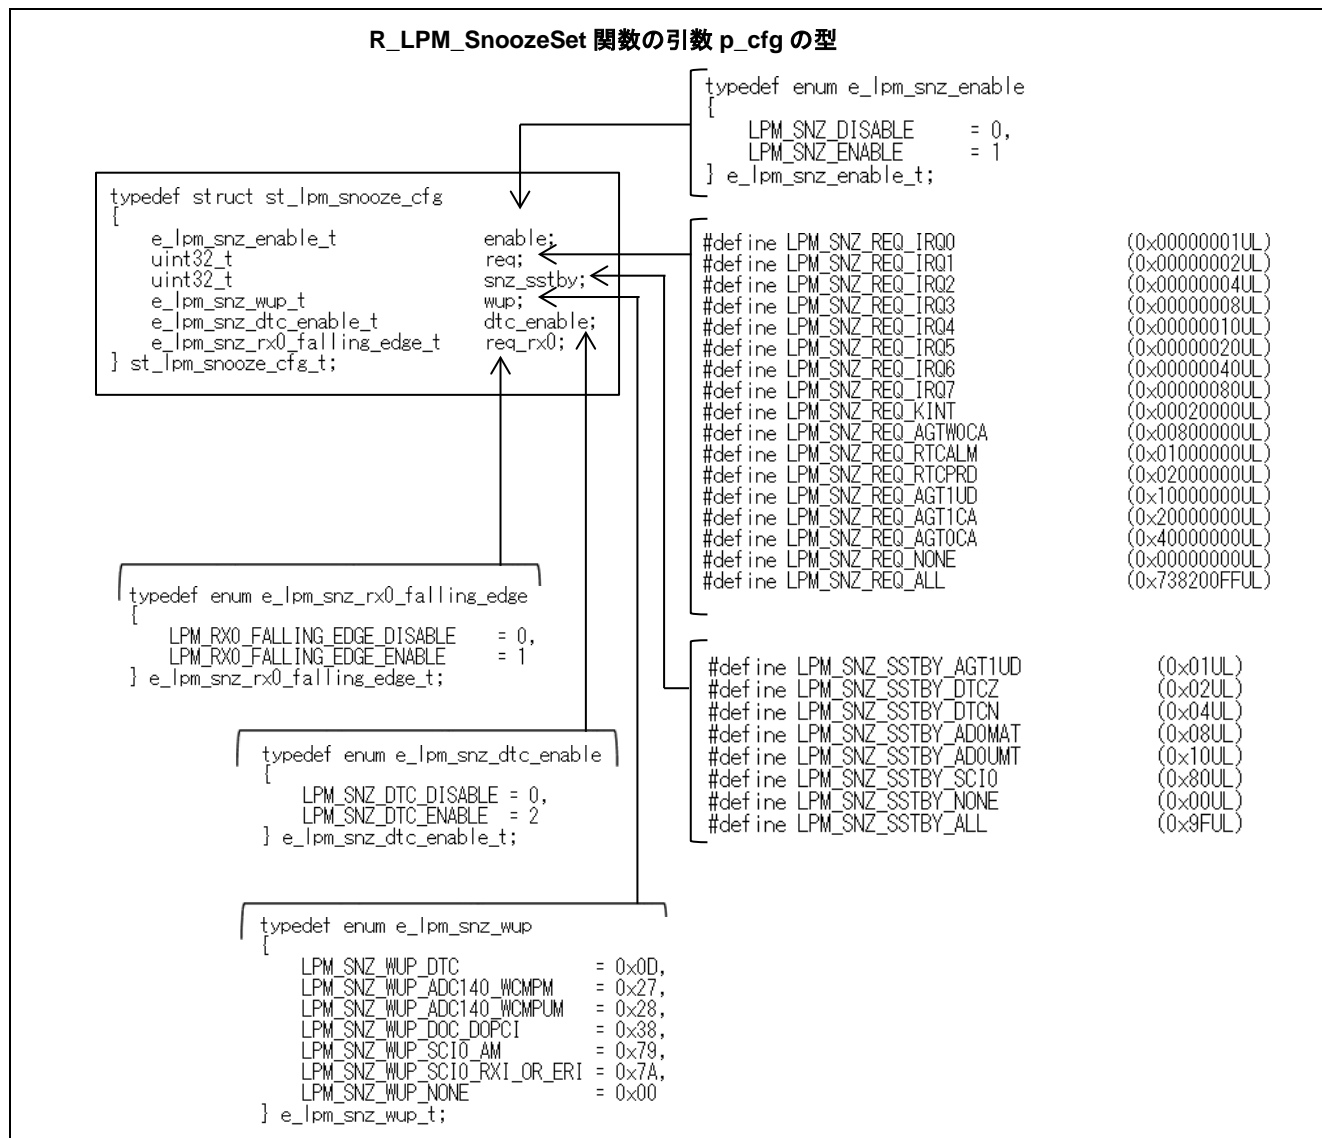 R_LPM_SnoozeSet 関数の引数 p_cfg の型
typedef enum e_lpm_snz_enable
{
    LPM_SNZ_DISABLE = 0,
    LPM_SNZ_ENABLE = 1
} e_lpm_snz_enable_t;
typedef struct st_lpm_snooze_cfg
{
    e_lpm_snz_enable_t enable;
    uint32_t req;
    uint32_t snz_sstby;
    e_lpm_snz_wup_t wup;
    e_lpm_snz_dtc_enable_t dtc_enable;
    e_lpm_snz_rx0_falling_edge_t req_rx0;
} st_lpm_snooze_cfg_t;
#define LPM_SNZ_REQ_IRQ0 (0x00000001UL)
#define LPM_SNZ_REQ_IRQ1 (0x00000002UL)
#define LPM_SNZ_REQ_IRQ2 (0x00000004UL)
#define LPM_SNZ_REQ_IRQ3 (0x00000008UL)
#define LPM_SNZ_REQ_IRQ4 (0x00000010UL)
#define LPM_SNZ_REQ_IRQ5 (0x00000020UL)
#define LPM_SNZ_REQ_IRQ6 (0x00000040UL)
#define LPM_SNZ_REQ_IRQ7 (0x00000080UL)
#define LPM_SNZ_REQ_KINT (0x00020000UL)
#define LPM_SNZ_REQ_AGTW0CA (0x00800000UL)
#define LPM_SNZ_REQ_RTCALM (0x01000000UL)
#define LPM_SNZ_REQ_RTCPRD (0x02000000UL)
#define LPM_SNZ_REQ_AGT1UD (0x10000000UL)
#define LPM_SNZ_REQ_AGT1CA (0x20000000UL)
#define LPM_SNZ_REQ_AGT0CA (0x40000000UL)
#define LPM_SNZ_REQ_NONE (0x00000000UL)
#define LPM_SNZ_REQ_ALL (0x738200FFUL)
typedef enum e_lpm_snz_rx0_falling_edge
{
    LPM_RX0_FALLING_EDGE_DISABLE = 0,
    LPM_RX0_FALLING_EDGE_ENABLE = 1
} e_lpm_snz_rx0_falling_edge_t;
#define LPM_SNZ_SSTBY_AGT1UD (0x01UL)
#define LPM_SNZ_SSTBY_DTCZ (0x02UL)
#define LPM_SNZ_SSTBY_DTCN (0x04UL)
#define LPM_SNZ_SSTBY_AD0MAT (0x08UL)
#define LPM_SNZ_SSTBY_AD0UMT (0x10UL)
#define LPM_SNZ_SSTBY_SCI0 (0x80UL)
#define LPM_SNZ_SSTBY_NONE (0x00UL)
#define LPM_SNZ_SSTBY_ALL (0x9FUL)
typedef enum e_lpm_snz_dtc_enable
{
    LPM_SNZ_DTC_DISABLE = 0,
    LPM_SNZ_DTC_ENABLE = 2
} e_lpm_snz_dtc_enable_t;
typedef enum e_lpm_snz_wup
{
    LPM_SNZ_WUP_DTC = 0x0D,
    LPM_SNZ_WUP_ADC140_WCMPM = 0x27,
    LPM_SNZ_WUP_ADC140_WCMPUM = 0x28,
    LPM_SNZ_WUP_DOC_DOPCI = 0x38,
    LPM_SNZ_WUP_SCI0_AM = 0x79,
    LPM_SNZ_WUP_SCI0_RXI_OR_ERI = 0x7A,
    LPM_SNZ_WUP_NONE = 0x00
} e_lpm_snz_wup_t;